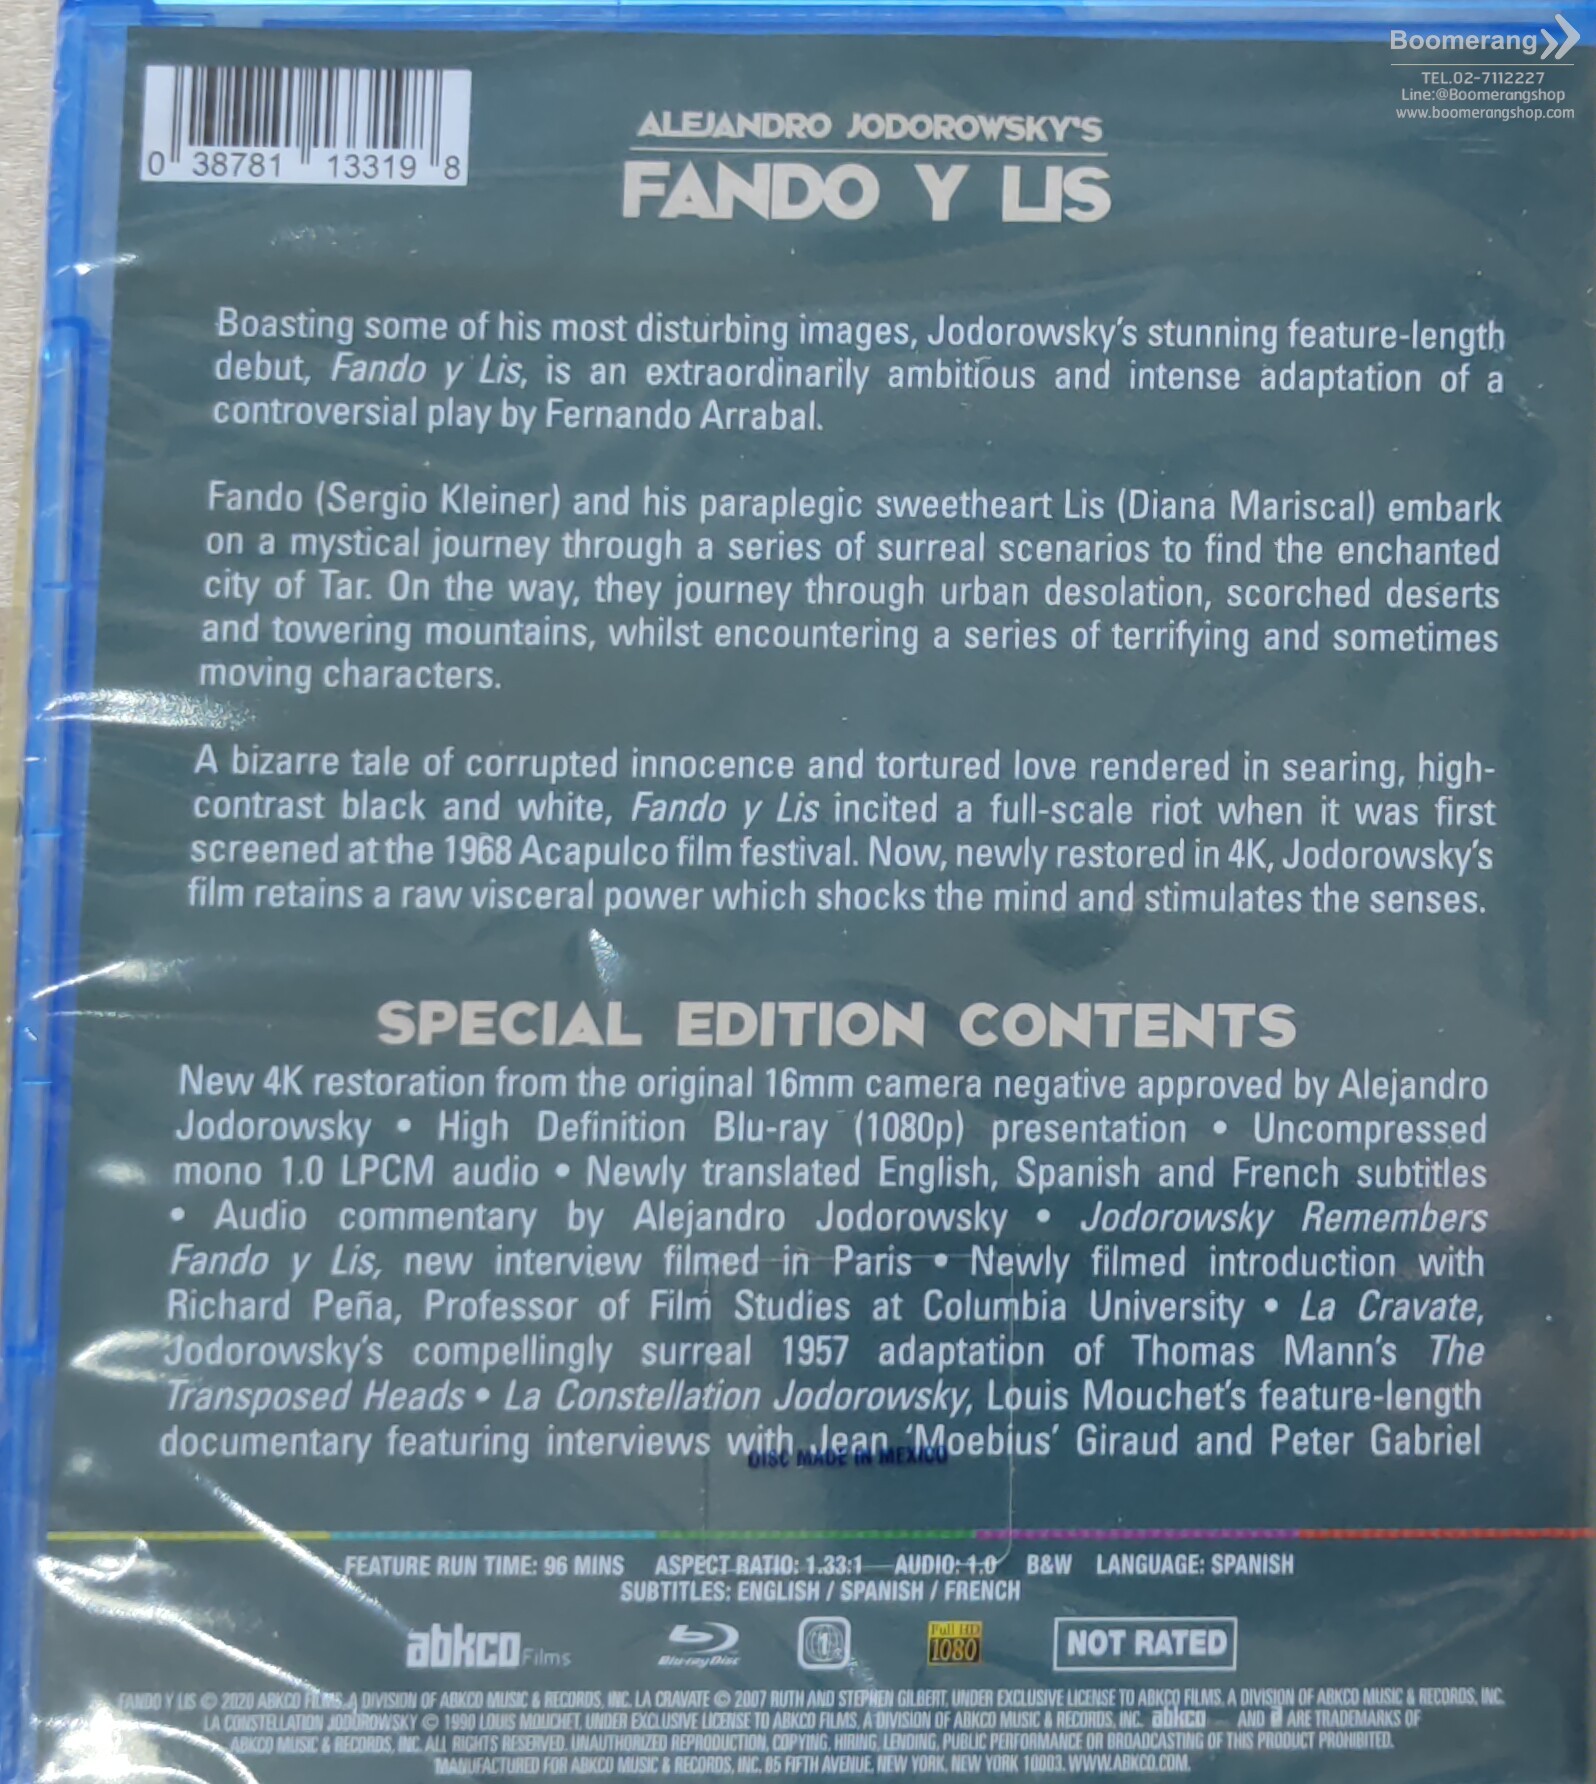 Boomerang
TEL.02-7112227
Line:@Boomerangshop
www.boomerangshop.com
0 38781 13319 8
ALEJANDRO JODOROWSKY'S
FANDO Y LIS
Boasting some of his most disturbing images, Jodorowsky's stunning feature-length
debut, Fando y Lis, is an extraordinarily ambitious and intense adaptation of a
controversial play by Fernando Arrabal.
Fando (Sergio Kleiner) and his paraplegic sweetheart Lis (Diana Mariscal) embark
on a mystical journey through a series of surreal scenarios to find the enchanted
city of Tar. On the way, they journey through urban desolation, scorched deserts
and towering mountains, whilst encountering a series of terrifying and sometimes
moving characters.
A bizarre tale of corrupted innocence and tortured love rendered in searing, high-
contrast black and white, Fando y Lis incited a full-scale riot when it was first
screened at the 1968 Acapulco film festival. Now, newly restored in 4K, Jodorowsky's
film retains a raw visceral power which shocks the mind and stimulates the senses.
SPECIAL EDITION CONTENTS
New 4K restoration from the original 16mm camera negative approved by Alejandro
Jodorowsky • High Definition Blu-ray (1080p) presentation • Uncompressed
mono 1.0 LPCM audio • Newly translated English, Spanish and French subtitles
• Audio commentary by Alejandro Jodorowsky • Jodorowsky Remembers
Fando y Lis, new interview filmed in Paris • Newly filmed introduction with
Richard Peña, Professor of Film Studies at Columbia University • La Cravate,
Jodorowsky's compellingly surreal 1957 adaptation of Thomas Mann's The
Transposed Heads • La Constellation Jodorowsky, Louis Mouchet's feature-length
documentary featuring interviews with Jean 'Moebius' Giraud and Peter Gabriel
DISC MADE IN MEXICO
FEATURE RUN TIME: 96 MINS ASPECT RATIO: 1.33:1 AUDIO: 1.0 B&W LANGUAGE: SPANISH
SUBTITLES: ENGLISH / SPANISH / FRENCH
abkco Films Blu-ray Disc 1 Full HD 1080 NOT RATED
FANDO Y LIS © 2020 ABKCO FILMS, A DIVISION OF ABKCO MUSIC & RECORDS, INC. LA CRAVATE © 2007 RUTH AND STEPHEN GILBERT, UNDER EXCLUSIVE LICENSE TO ABKCO FILMS, A DIVISION OF ABKCO MUSIC & RECORDS, INC.
LA CONSTELLATION JODOROWSKY © 1990 LOUIS MOUCHET, UNDER EXCLUSIVE LICENSE TO ABKCO FILMS, A DIVISION OF ABKCO MUSIC & RECORDS, INC. abkco AND a ARE TRADEMARKS OF
ABKCO MUSIC & RECORDS, INC. ALL RIGHTS RESERVED. UNAUTHORIZED REPRODUCTION, COPYING, HIRING, LENDING, PUBLIC PERFORMANCE OR BROADCASTING OF THIS PRODUCT PROHIBITED.
MANUFACTURED FOR ABKCO MUSIC & RECORDS, INC, 85 FIFTH AVENUE, NEW YORK, NEW YORK 10003. WWW.ABKCO.COM.